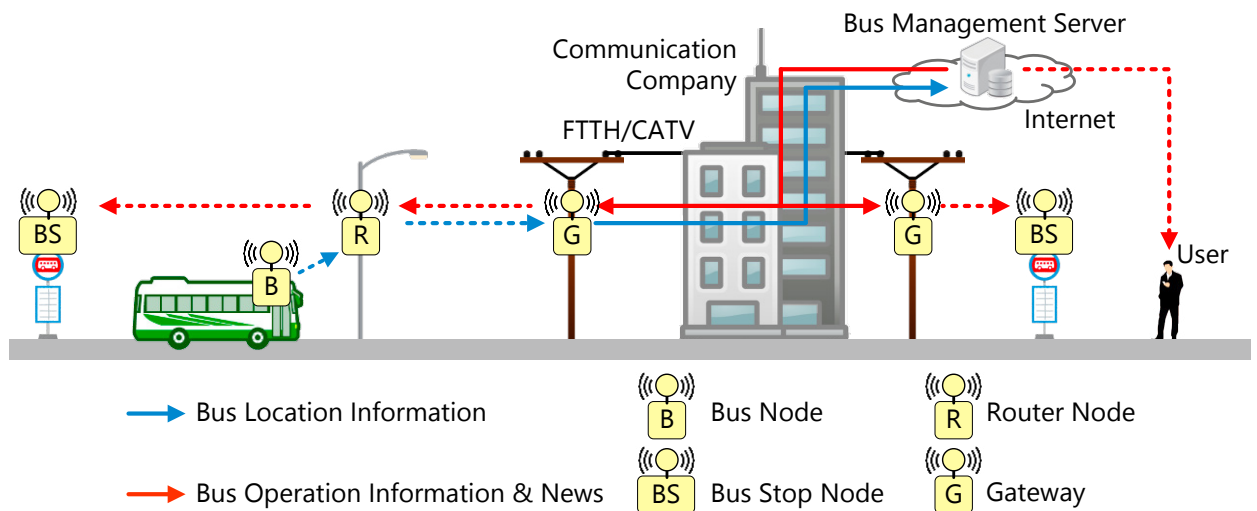 Bus Management Server
Communication
Company
Internet
FTTH/CATV
BS
R
G
G
BS
B
User
Bus Location Information
B
Bus Node
R
Router Node
Bus Operation Information & News
BS
Bus Stop Node
G
Gateway